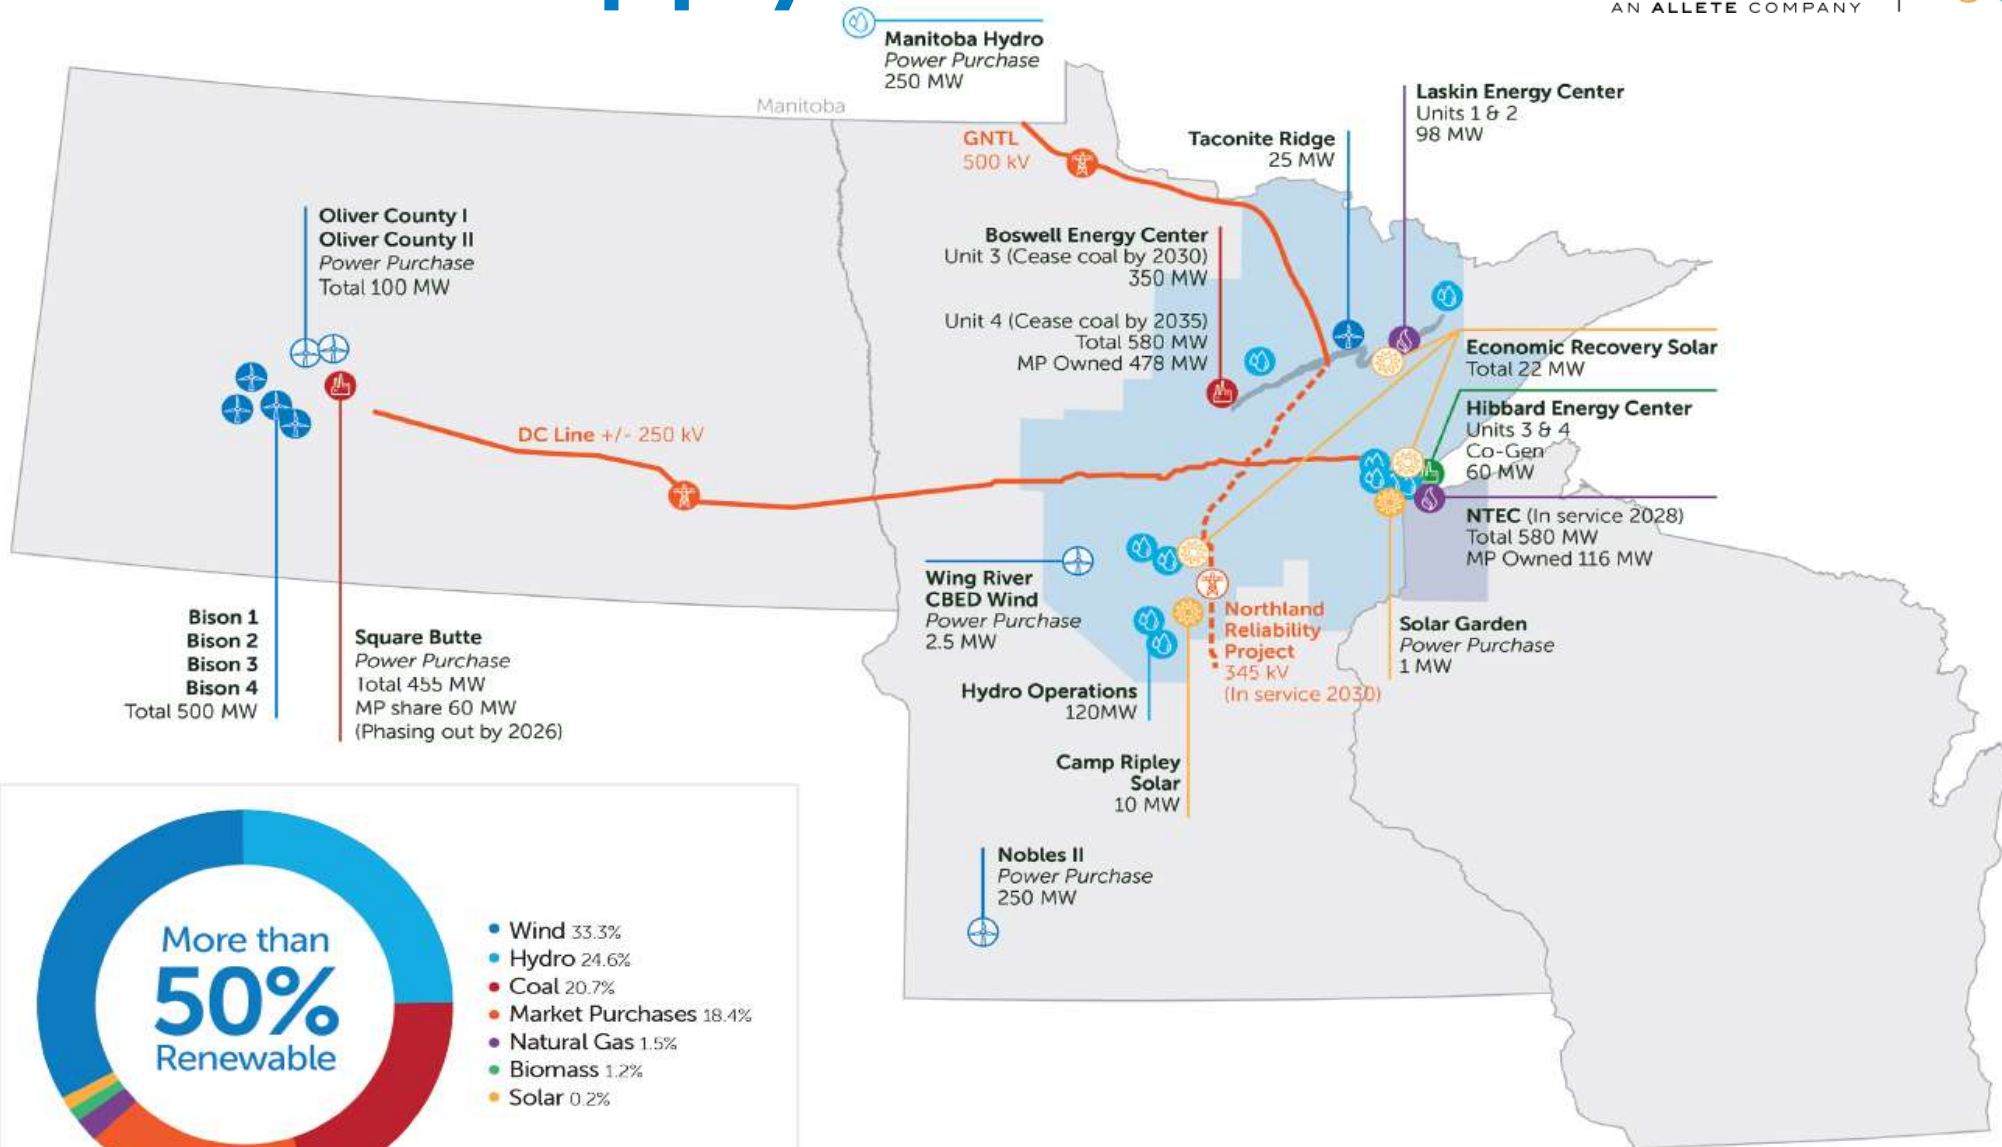 AN ALLETE COMPANY
Manitoba Hydro
Power Purchase
250 MW
Manitoba
GNTL
500 kV
Taconite Ridge
25 MW
Laskin Energy Center
Units 1 & 2
98 MW
Oliver County I
Oliver County II
Power Purchase
Total 100 MW
Boswell Energy Center
Unit 3 (Cease coal by 2030)
350 MW
Unit 4 (Cease coal by 2035)
Total 580 MW
MP Owned 478 MW
Economic Recovery Solar
Total 22 MW
Hibbard Energy Center
Units 3 & 4
Co-Gen
60 MW
DC Line +/- 250 kV
NTEC (In service 2028)
Total 580 MW
MP Owned 116 MW
Wing River
CBED Wind
Power Purchase
2.5 MW
Northland
Reliability
Project
345 kV
(In service 2030)
Solar Garden
Power Purchase
1 MW
Bison 1
Bison 2
Bison 3
Bison 4
Total 500 MW
Square Butte
Power Purchase
Total 455 MW
MP share 60 MW
(Phasing out by 2026)
Hydro Operations
120MW
Camp Ripley
Solar
10 MW
Nobles II
Power Purchase
250 MW
More than
50%
Renewable
Wind 33.3%
Hydro 24.6%
Coal 20.7%
Market Purchases 18.4%
Natural Gas 1.5%
Biomass 1.2%
Solar 0.2%